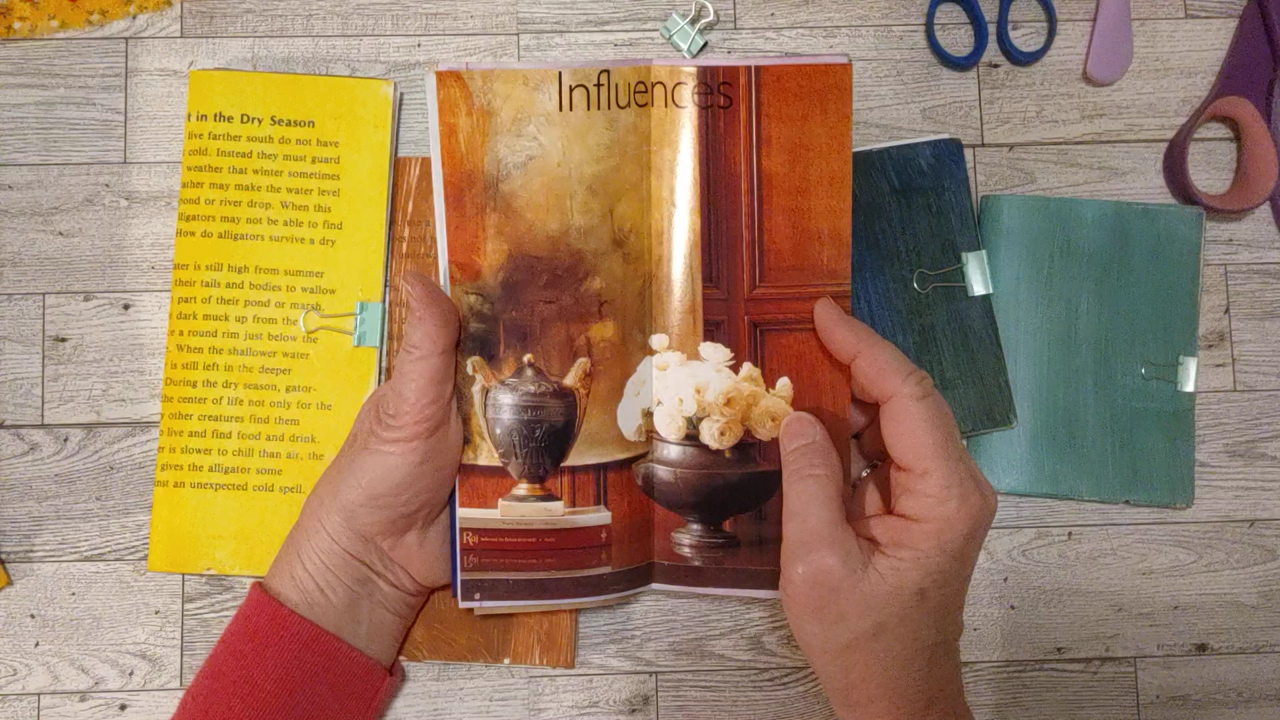 t in the Dry Season
live farther south do not have
cold. Instead they must guard
weather that winter sometimes
ather may make the water level
pond or river drop. When this
lligators may not be able to find
How do alligators survive a dry
ater is still high from summer
their tails and bodies to wallow
part of their pond or marsh.
dark muck up from the
e a round rim just below the
. When the shallower water
is still left in the deeper
During the dry season, gator-
the center of life not only for the
other creatures find them
o live and find food and drink.
er is slower to chill than air, the
gives the alligator some
nst an unexpected cold spell.
Influences